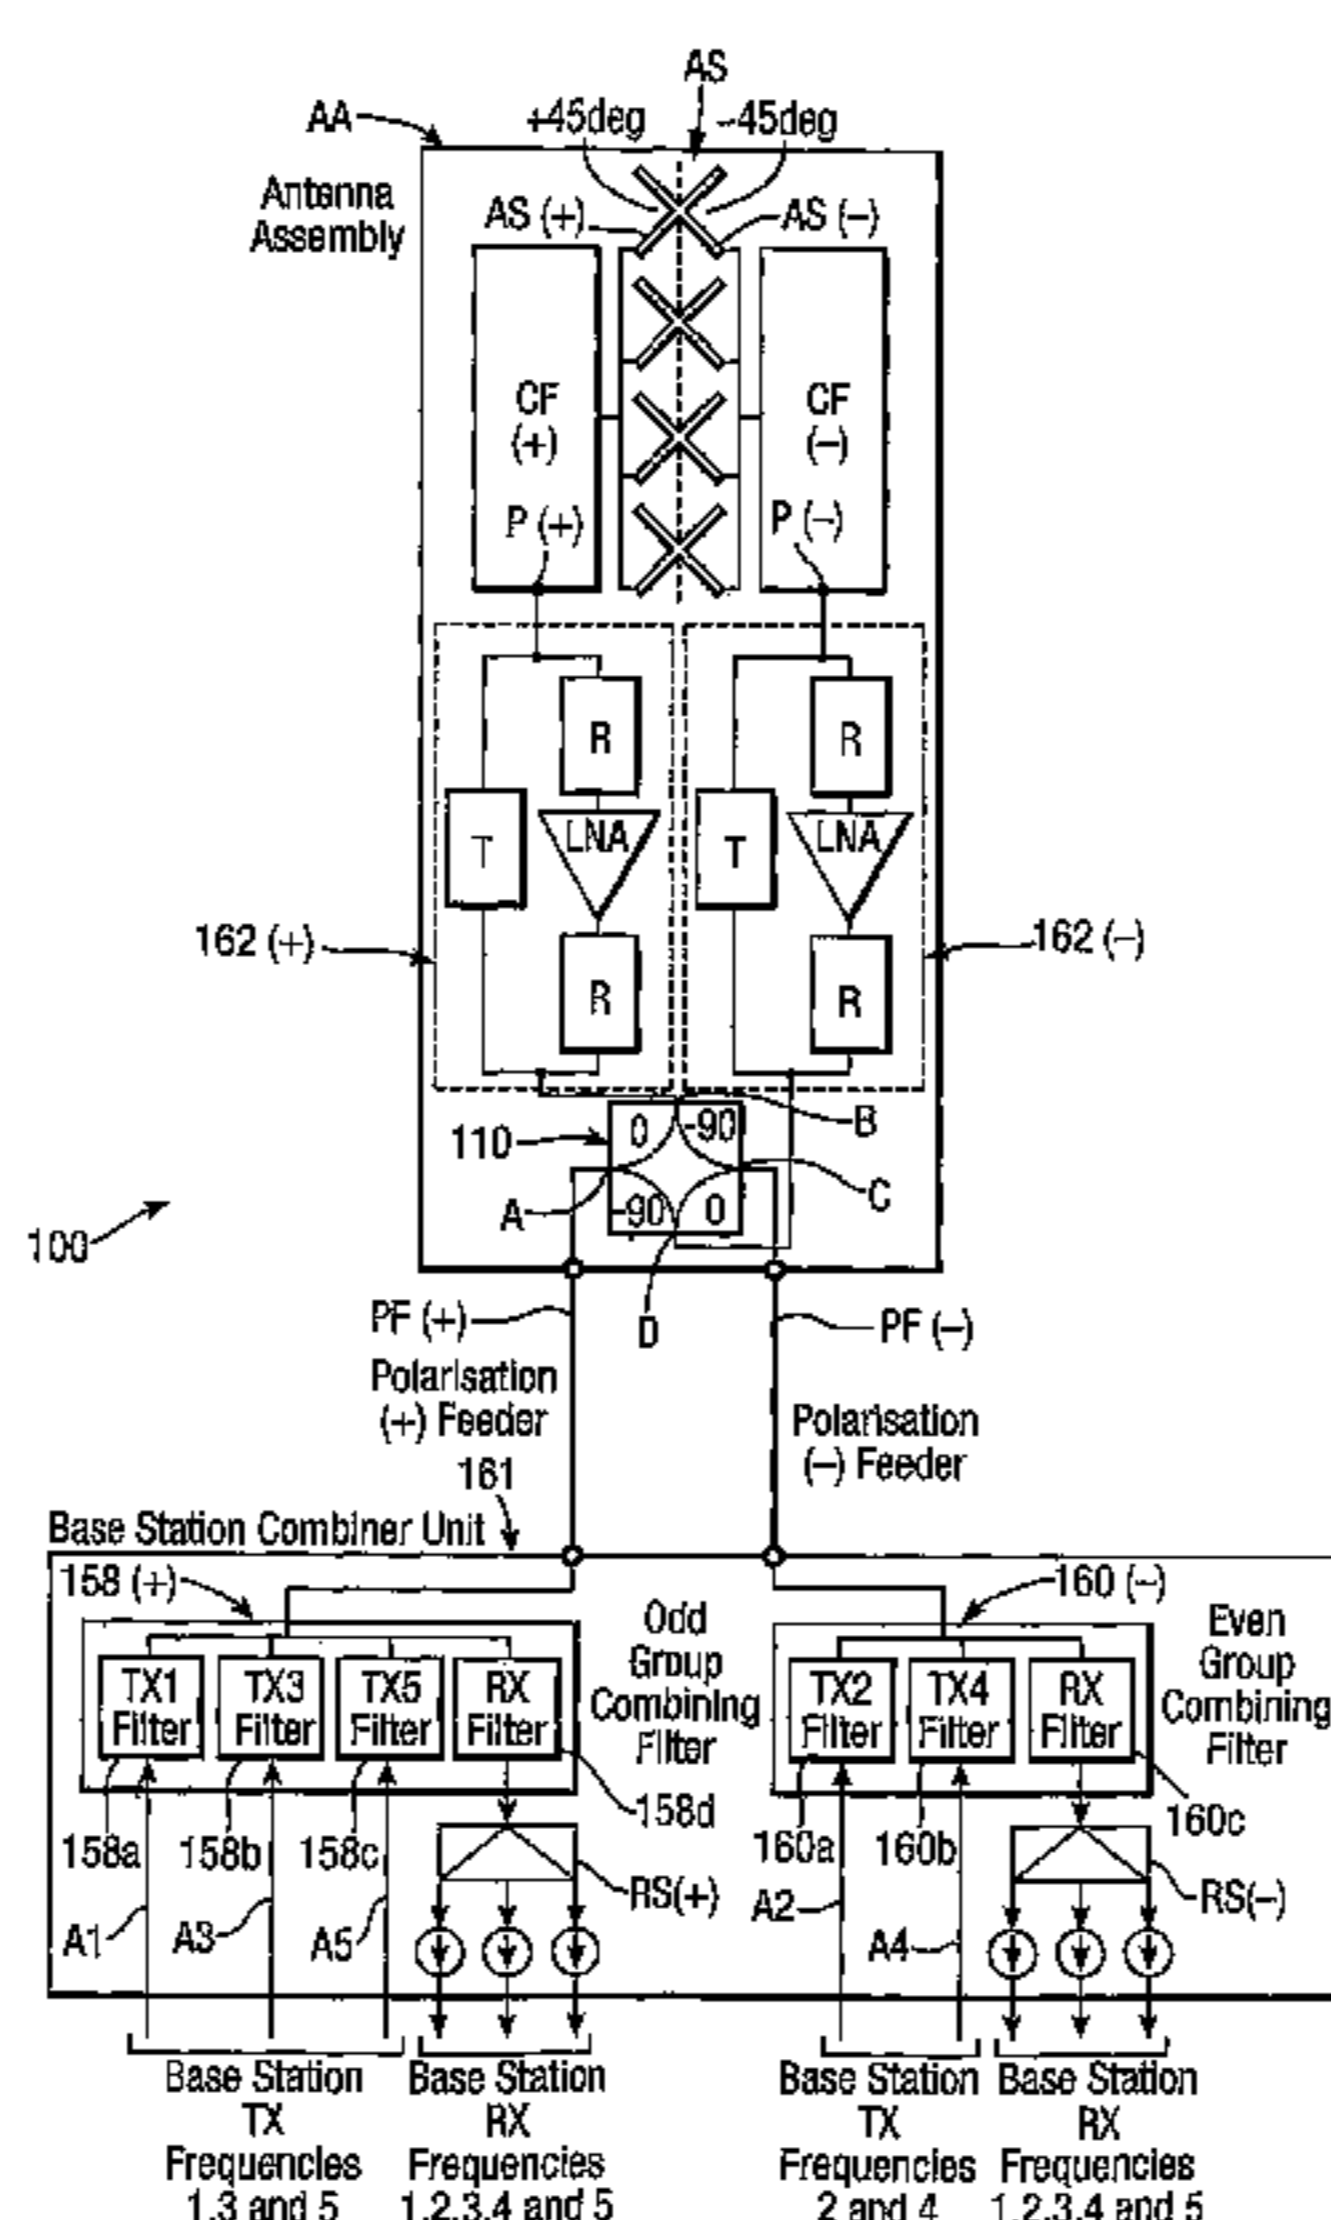 AS
AA
+45deg
-45deg
Antenna
Assembly
AS (+)
AS (–)
CF
(+)
CF
(–)
P (+)
P (–)
R
R
T
LNA
T
LNA
162 (+)
162 (–)
R
R
110
0
-90
B
A
-90
0
C
100
PF (+)
D
PF (–)
Polarisation
(+) Feeder
Polarisation
(–) Feeder
161
Base Station Combiner Unit
158 (+)
160 (–)
Odd
Group
Combining
Filter
Even
Group
Combining
Filter
TX1
Filter
TX3
Filter
TX5
Filter
RX
Filter
TX2
Filter
TX4
Filter
RX
Filter
158a
158b
158c
158d
160a
160b
160c
RS(+)
RS(–)
A1
A3
A5
A2
A4
Base Station
TX
Frequencies
1,3 and 5
Base Station
RX
Frequencies
1,2,3,4 and 5
Base Station
TX
Frequencies
2 and 4
Base Station
RX
Frequencies
1,2,3,4 and 5